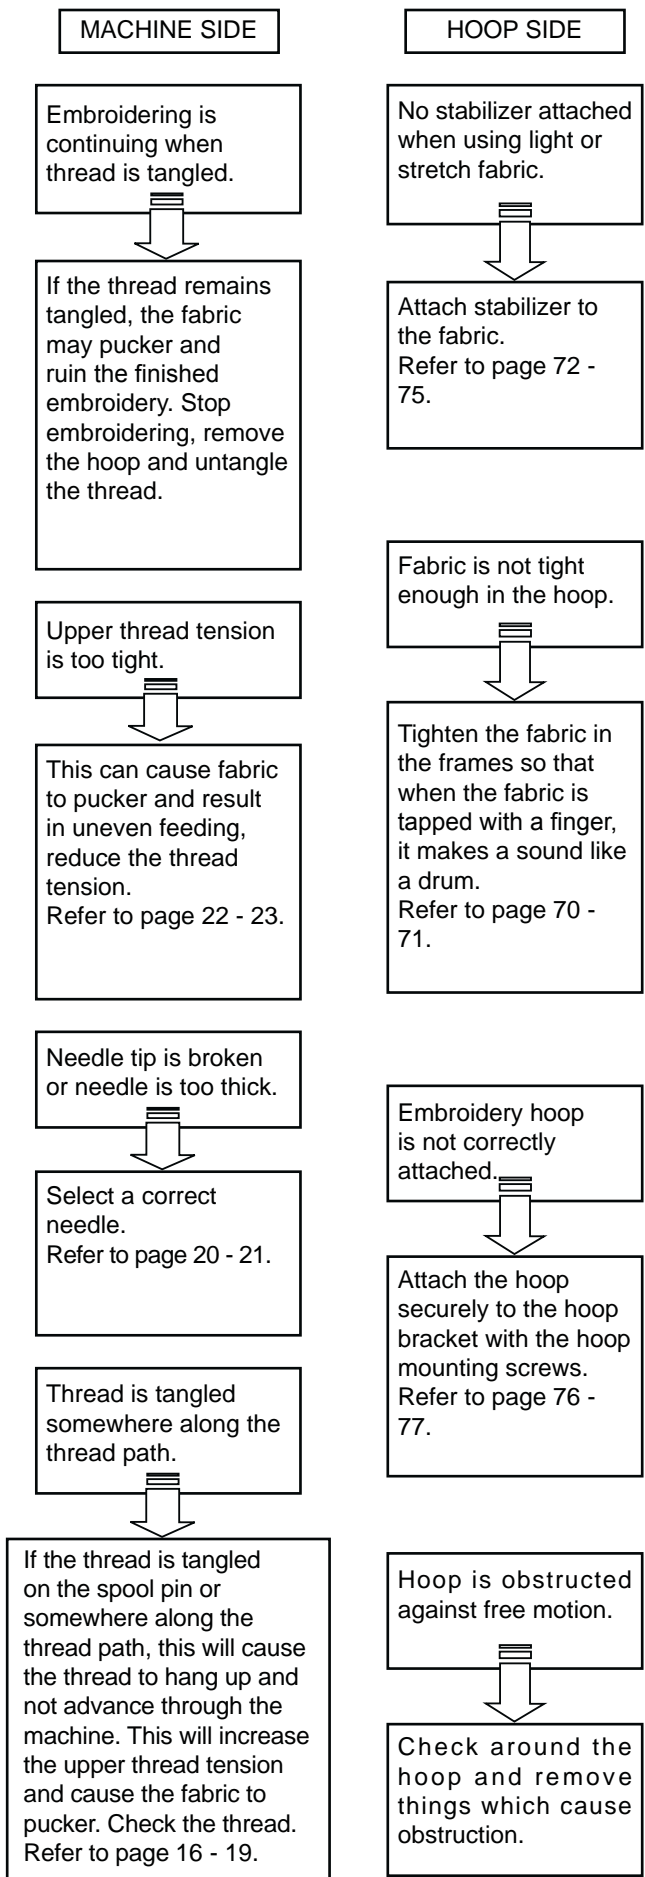 MACHINE SIDE
Embroidering is
continuing when
thread is tangled.
If the thread remains
tangled, the fabric
may pucker and
ruin the finished
embroidery. Stop
embroidering, remove
the hoop and untangle
the thread.
Upper thread tension
is too tight.
This can cause fabric
to pucker and result
in uneven feeding,
reduce the thread
tension.
Refer to page 22 - 23.
Needle tip is broken
or needle is too thick.
Select a correct
needle.
Refer to page 20 - 21.
Thread is tangled
somewhere along the
thread path.
If the thread is tangled
on the spool pin or
somewhere along the
thread path, this will cause
the thread to hang up and
not advance through the
machine. This will increase
the upper thread tension
and cause the fabric to
pucker. Check the thread.
Refer to page 16 - 19.
HOOP SIDE
No stabilizer attached
when using light or
stretch fabric.
Attach stabilizer to
the fabric.
Refer to page 72 -
75.
Fabric is not tight
enough in the hoop.
Tighten the fabric in
the frames so that
when the fabric is
tapped with a finger,
it makes a sound like
a drum.
Refer to page 70 -
71.
Embroidery hoop
is not correctly
attached.
Attach the hoop
securely to the hoop
bracket with the hoop
mounting screws.
Refer to page 76 -
77.
Hoop is obstructed
against free motion.
Check around the
hoop and remove
things which cause
obstruction.